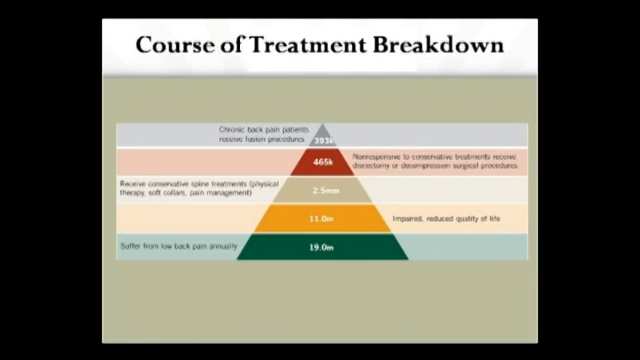 Course of Treatment Breakdown
Chronic back pain patients
receive fusion procedures
393k
465k
Nonresponsive to conservative treatments receive
discectomy or decompression surgical procedures
Receive conservative spine treatments (physical
therapy, soft collars, pain management)
2.5mm
11.0m
Impaired, reduced quality of life
Suffer from low back pain annually
19.0m